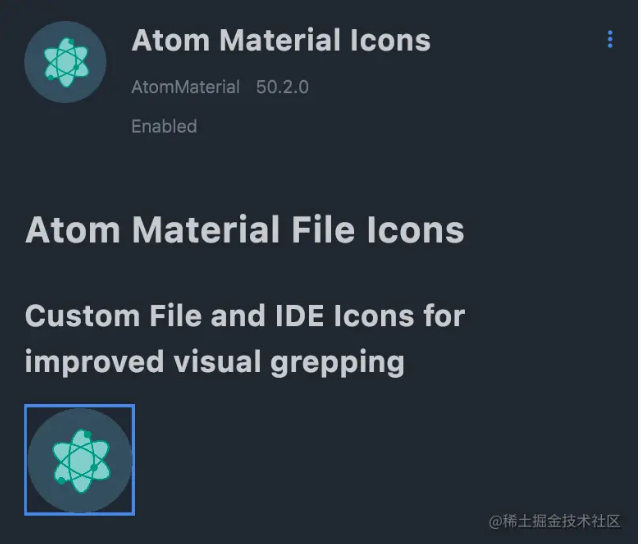 Atom Material Icons
AtomMaterial 50.2.0
Enabled
Atom Material File Icons
Custom File and IDE Icons for
improved visual grepping
@稀土掘金技术社区